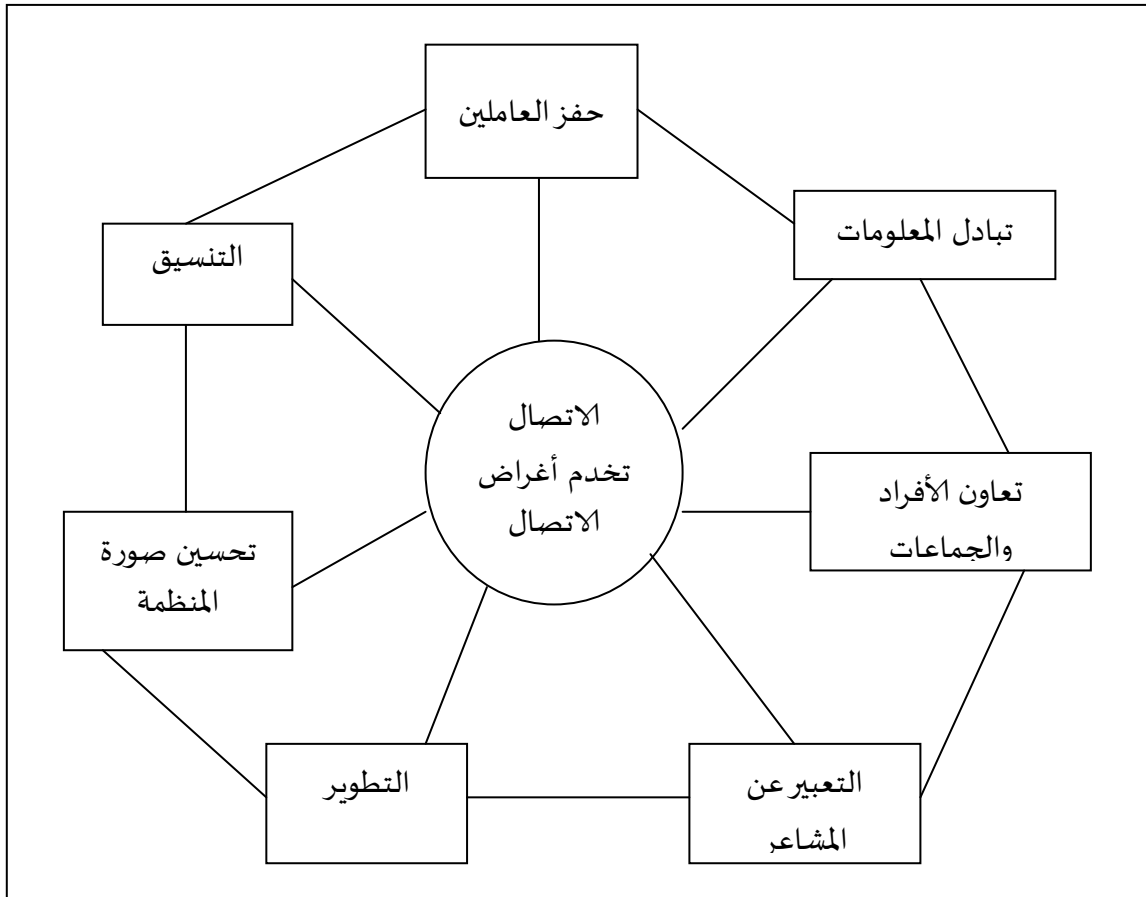 حفز العاملين
تبادل المعلومات
التنسيق
الاتصال
تخدم أغراض
الاتصال
تعاون الأفراد
والجماعات
تحسين صورة
المنظمة
التطوير
التعبير عن
المشاعر